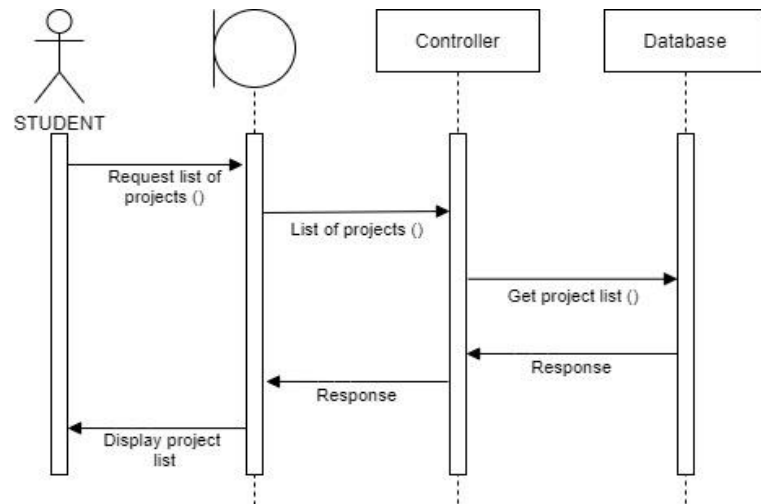 Controller
Database
STUDENT
Request list of
projects ()
List of projects ()
Get project list ()
Response
Response
Display project
list